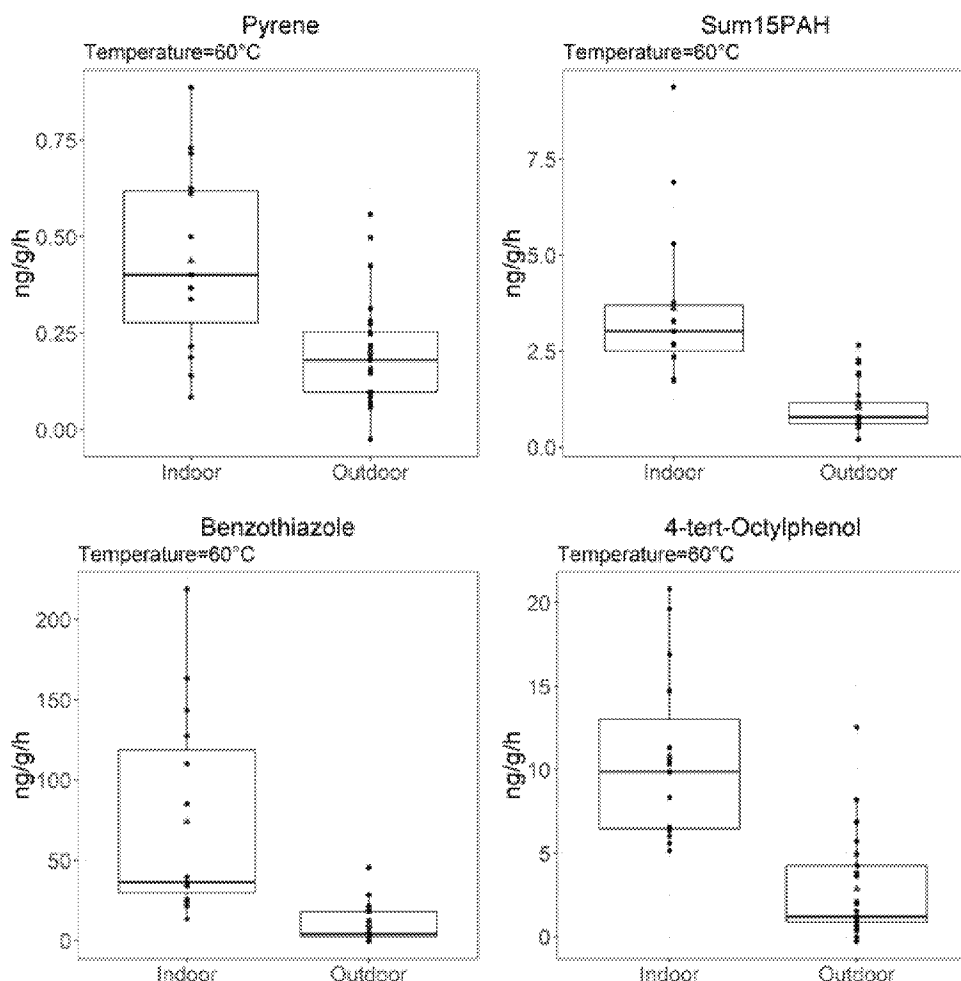 Pyrene
Temperature=60°C
ng/g/h
0.75
0.50
0.25
0.00
Indoor Outdoor
Sum15PAH
Temperature=60°C
ng/g/h
7.5
5.0
2.5
0.0
Indoor Outdoor
Benzothiazole
Temperature=60°C
ng/g/h
200
150
100
50
0
Indoor Outdoor
4-tert-Octylphenol
Temperature=60°C
ng/g/h
20
15
10
5
0
Indoor Outdoor